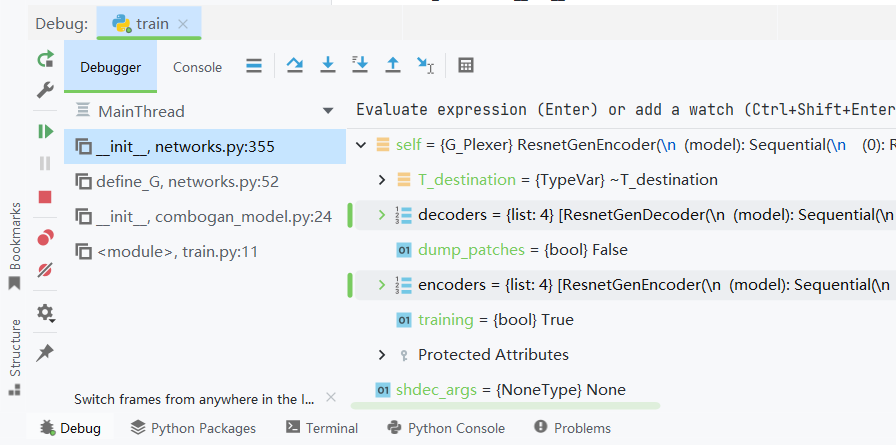 Debug: train
Debugger Console
MainThread
Evaluate expression (Enter) or add a watch (Ctrl+Shift+Enter
__init__, networks.py:355
self = {G_Plexer} ResnetGenEncoder(\n (model): Sequential(\n (0): R
define_G, networks.py:52
T_destination = {TypeVar} ~T_destination
__init__, combogan_model.py:24
decoders = {list: 4} [ResnetGenDecoder(\n (model): Sequential(\n
<module>, train.py:11
01 dump_patches = {bool} False
encoders = {list: 4} [ResnetGenEncoder(\n (model): Sequential(\n
01 training = {bool} True
Protected Attributes
01 shdec_args = {NoneType} None
Switch frames from anywhere in the I...
Bookmarks
Structure
Debug Python Packages Terminal Python Console Problems